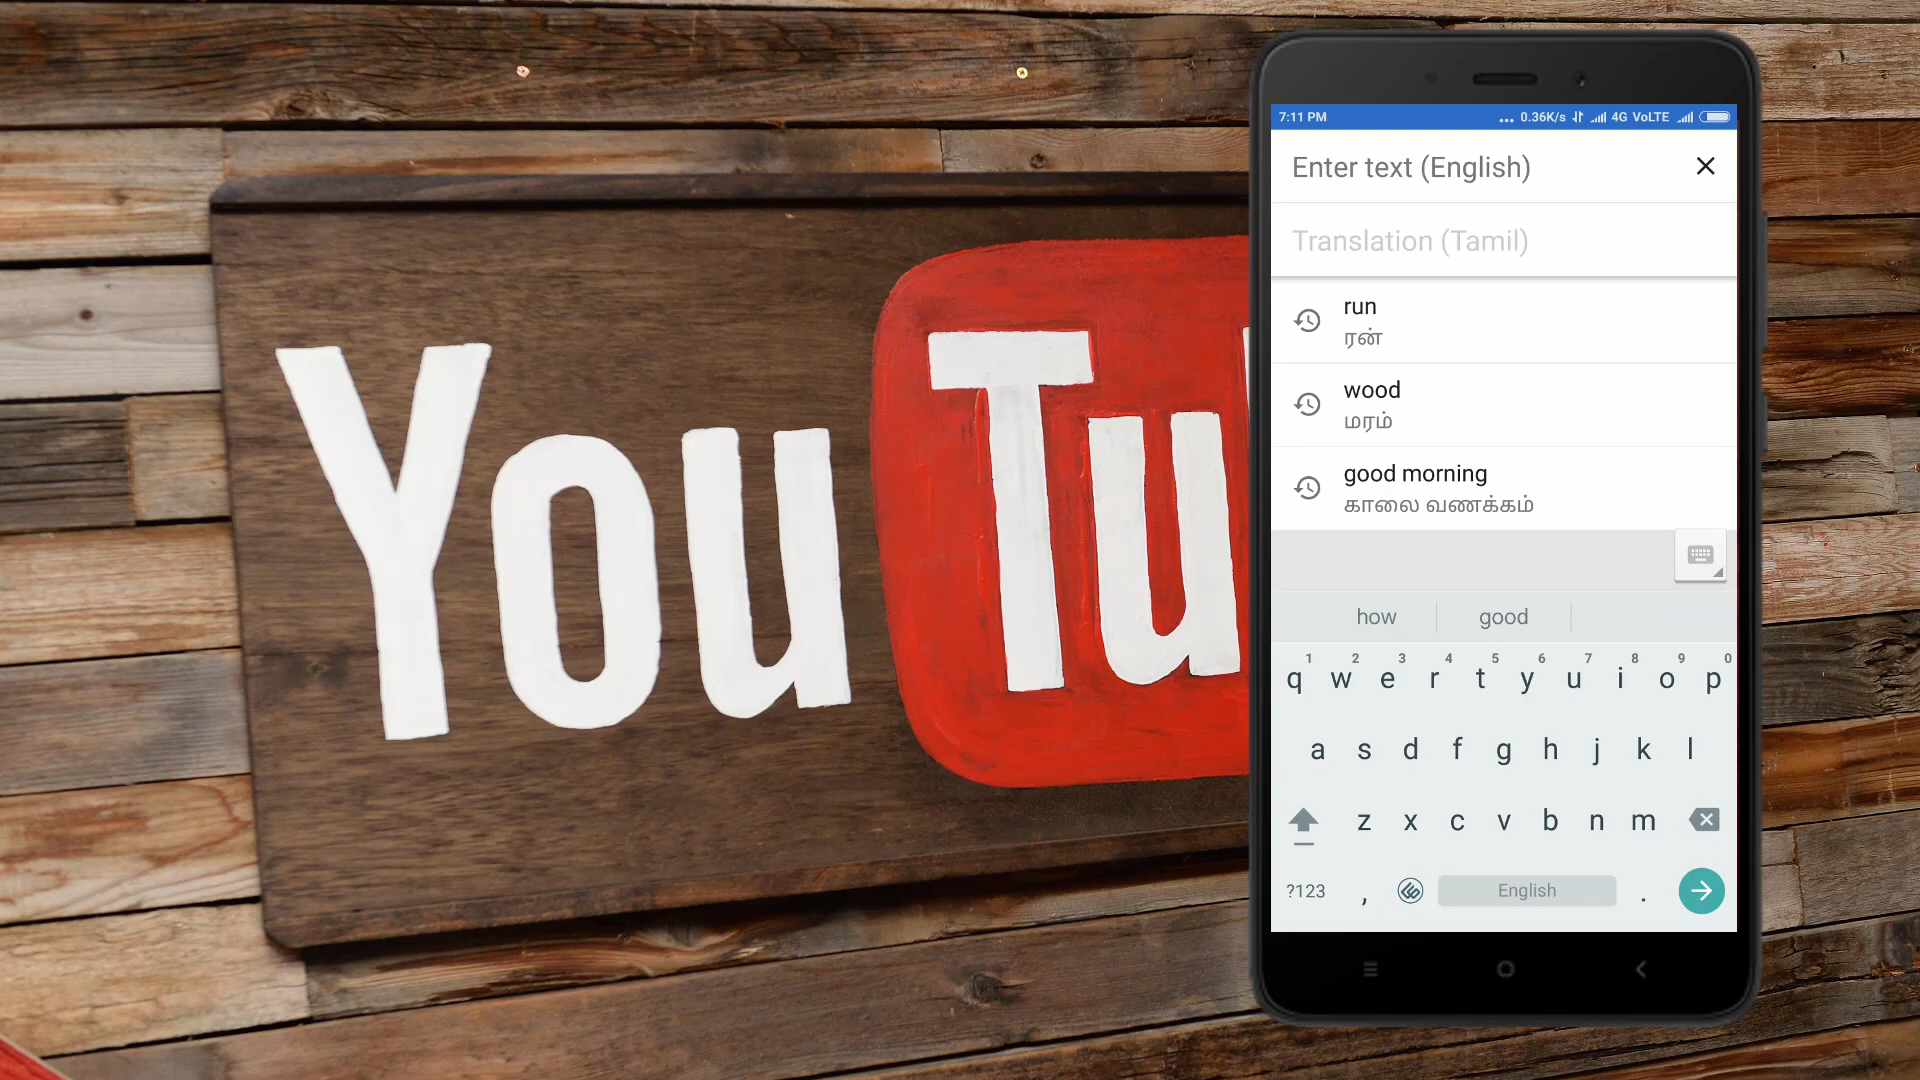 YouTu
7:11 PM ... 0.36K/s 4G VoLTE
Enter text (English)
Translation (Tamil)
run
ரன்
wood
மரம்
good morning
காலை வணக்கம்
how good
1 2 3 4 5 6 7 8 9 0
q w e r t y u i o p
a s d f g h j k l
z x c v b n m
?123 , English .